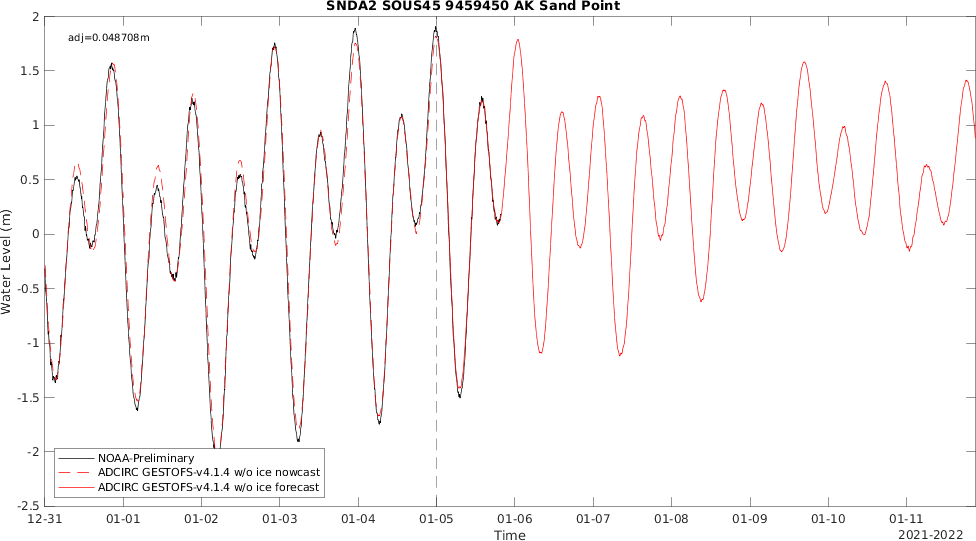 SNDA2 SOUS45 9459450 AK Sand Point
adj=0.048708m
2
1.5
1
0.5
0
-0.5
-1
-1.5
-2
-2.5
Water Level (m)
NOAA-Preliminary
ADCIRC GESTOFS-v4.1.4 w/o ice nowcast
ADCIRC GESTOFS-v4.1.4 w/o ice forecast
12-31 01-01 01-02 01-03 01-04 01-05 01-06 01-07 01-08 01-09 01-10 01-11
Time
2021-2022